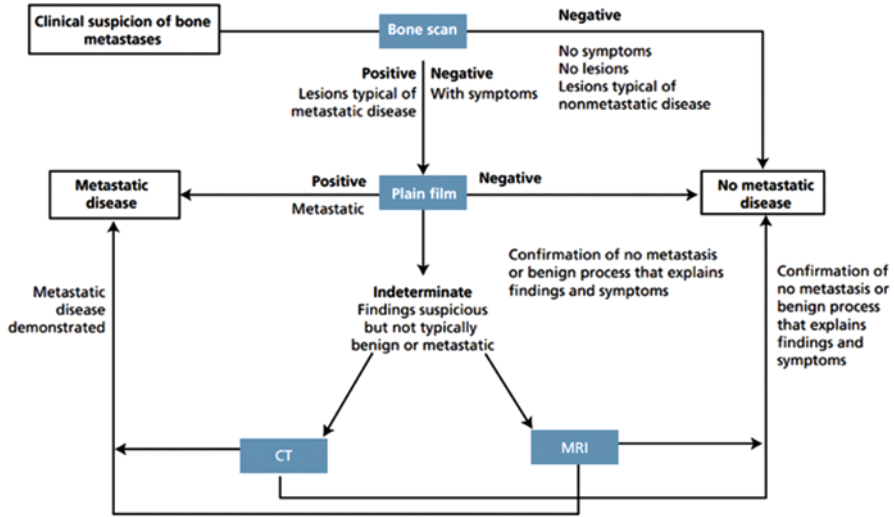 Clinical suspicion of bone
metastases
Bone scan
Negative
No symptoms
No lesions
Lesions typical of
nonmetastatic disease
Positive
Lesions typical of
metastatic disease
Negative
With symptoms
Metastatic
disease
Positive
Metastatic
Plain film
Negative
No metastatic
disease
Confirmation of no metastasis
or benign process that explains
findings and symptoms
Indeterminate
Findings suspicious
but not typically
benign or metastatic
Metastatic
disease
demonstrated
Confirmation of
no metastasis or
benign process
that explains
findings and
symptoms
CT
MRI